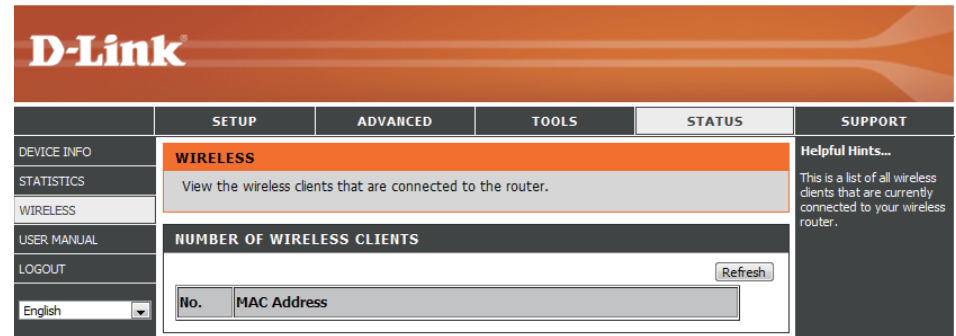 D-Link
SETUP ADVANCED TOOLS STATUS SUPPORT
DEVICE INFO
STATISTICS
WIRELESS
USER MANUAL
LOGOUT
English
WIRELESS
View the wireless clients that are connected to the router.
NUMBER OF WIRELESS CLIENTS
Refresh
No. MAC Address
Helpful Hints...
This is a list of all wireless
clients that are currently
connected to your wireless
router.